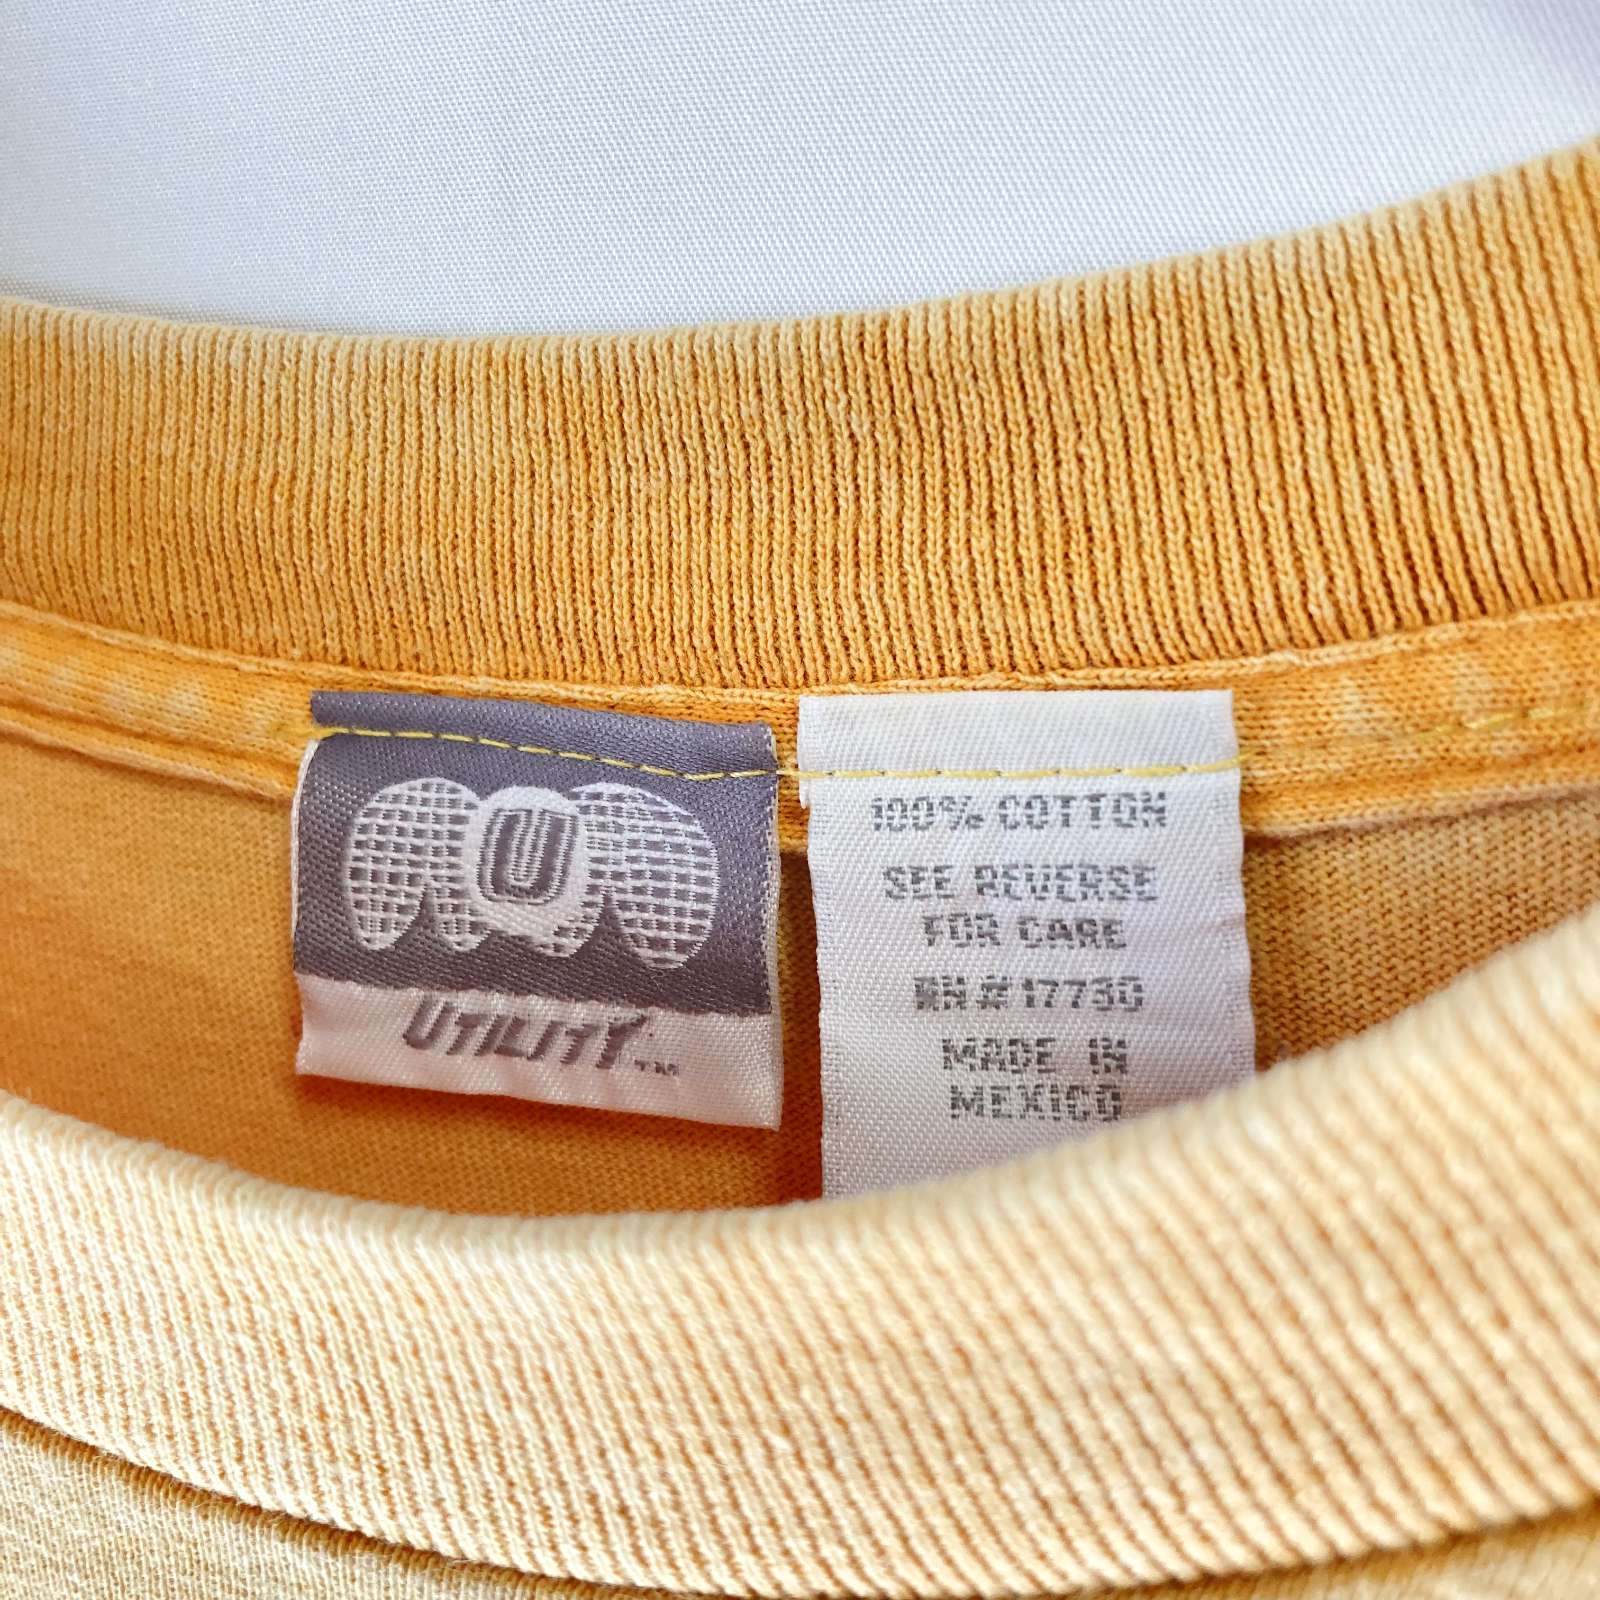 U
UTILITY™
100% COTTON
SEE REVERSE
FOR CARE
RN#17730
MADE IN
MEXICO